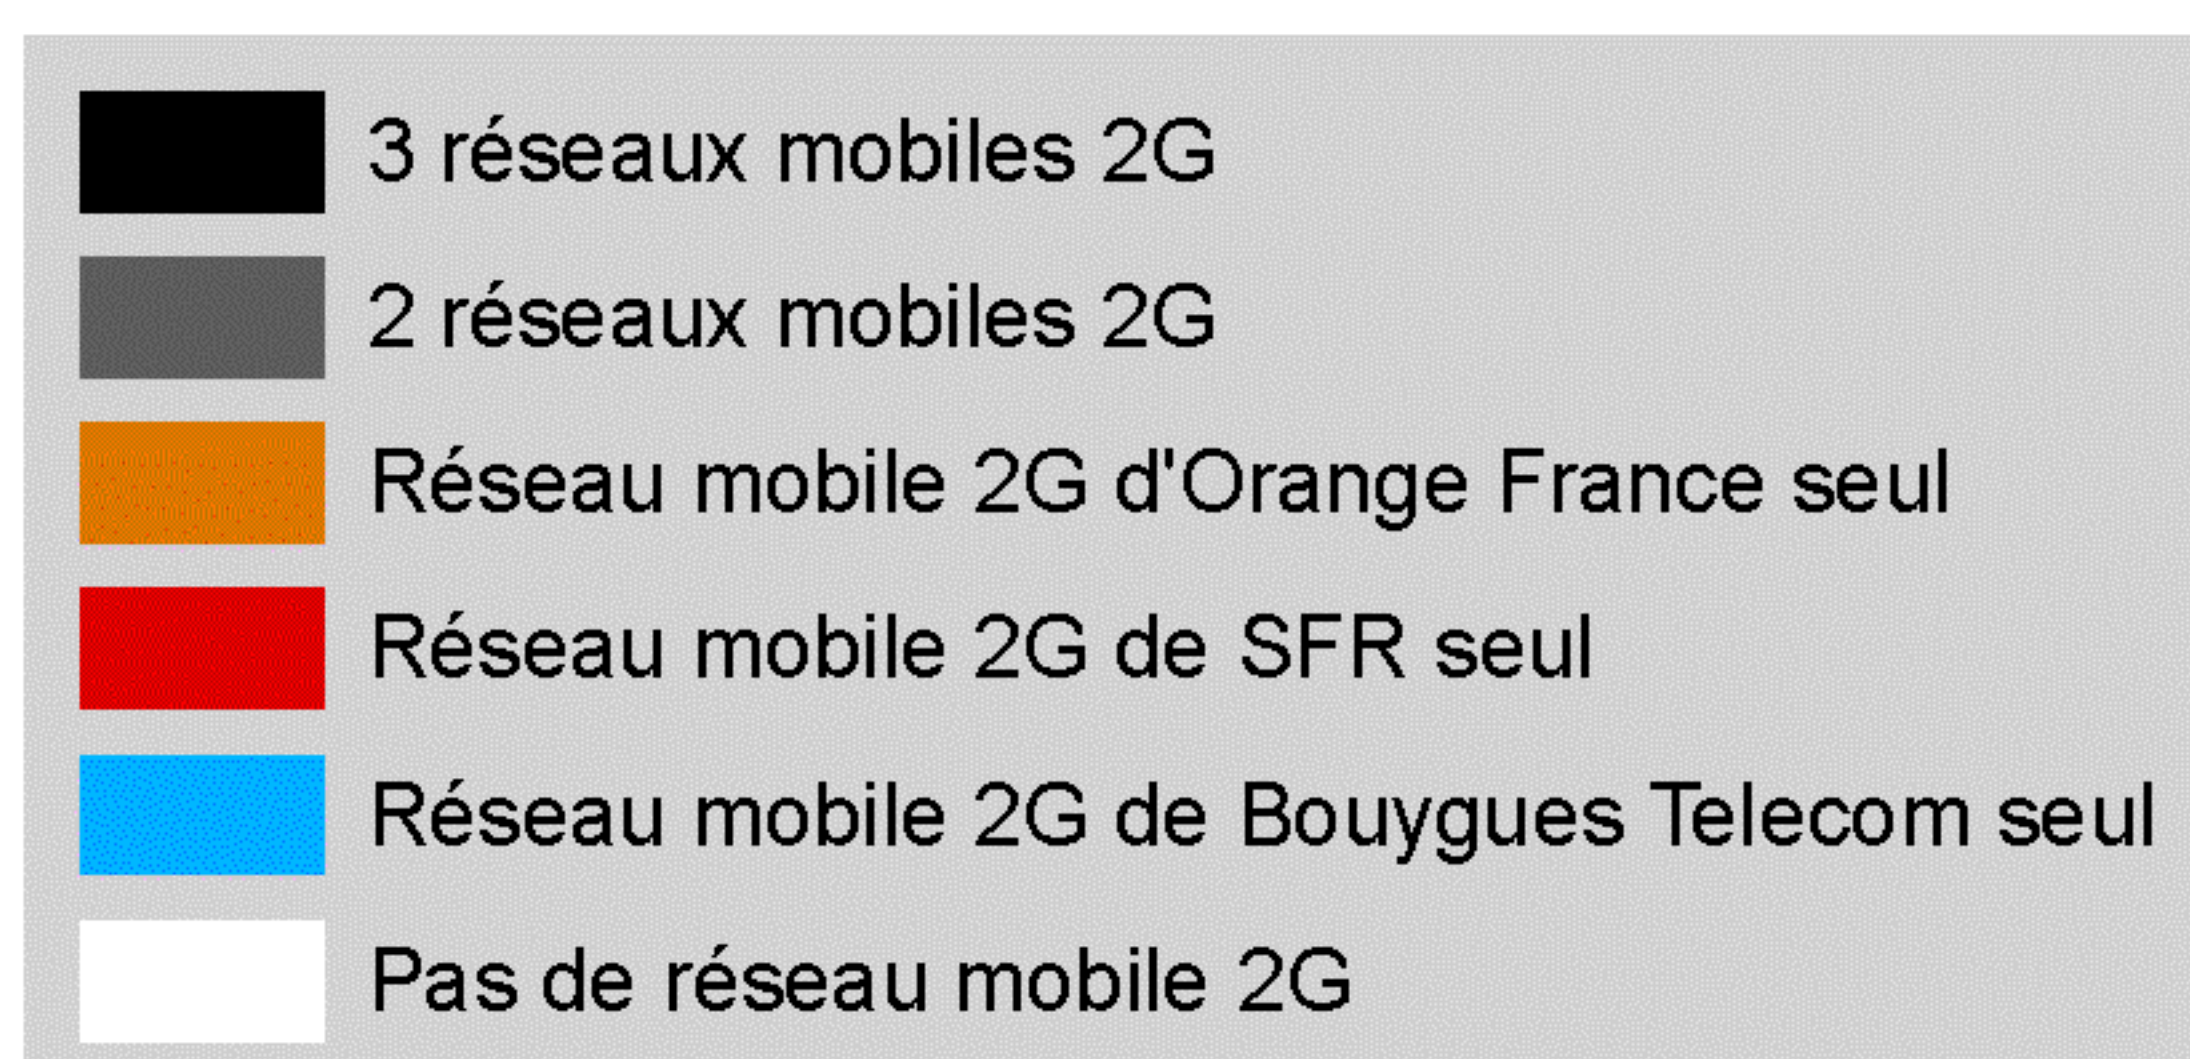 3 réseaux mobiles 2G
2 réseaux mobiles 2G
Réseau mobile 2G d'Orange France seul
Réseau mobile 2G de SFR seul
Réseau mobile 2G de Bouygues Telecom seul
Pas de réseau mobile 2G